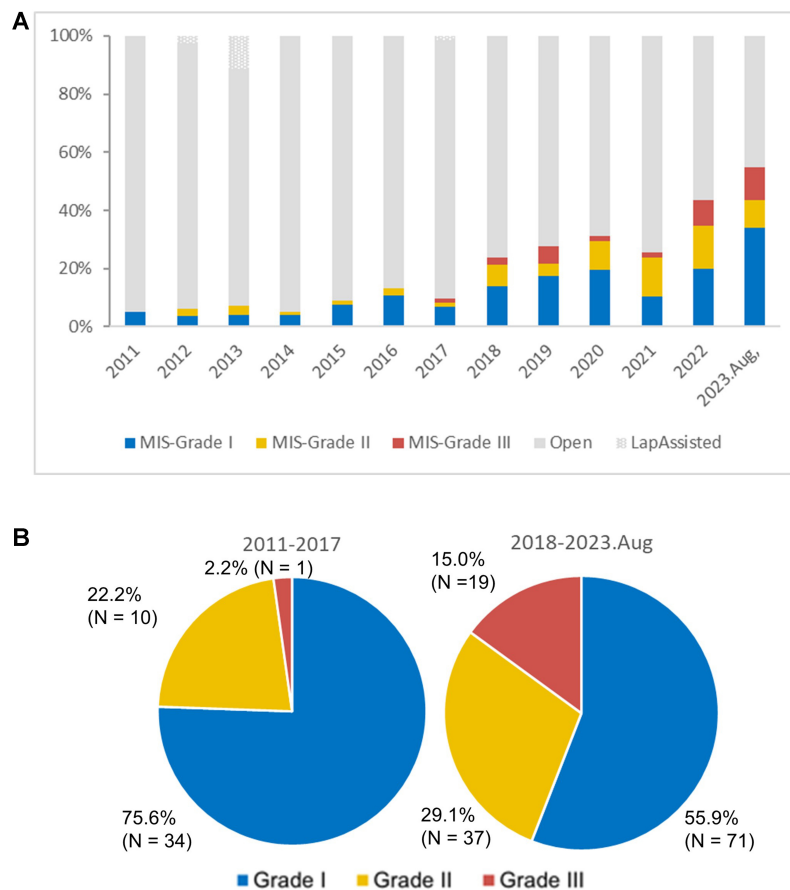 A
100%
80%
60%
40%
20%
0%
2011
2012
2013
2014
2015
2016
2017
2018
2019
2020
2021
2022
2023.Aug,
MIS-Grade I MIS-Grade II MIS-Grade III Open LapAssisted
B
2011-2017
2018-2023.Aug
2.2% (N = 1)
15.0%
(N =19)
22.2%
(N = 10)
75.6%
(N = 34)
29.1%
(N = 37)
55.9%
(N = 71)
Grade I Grade II Grade III